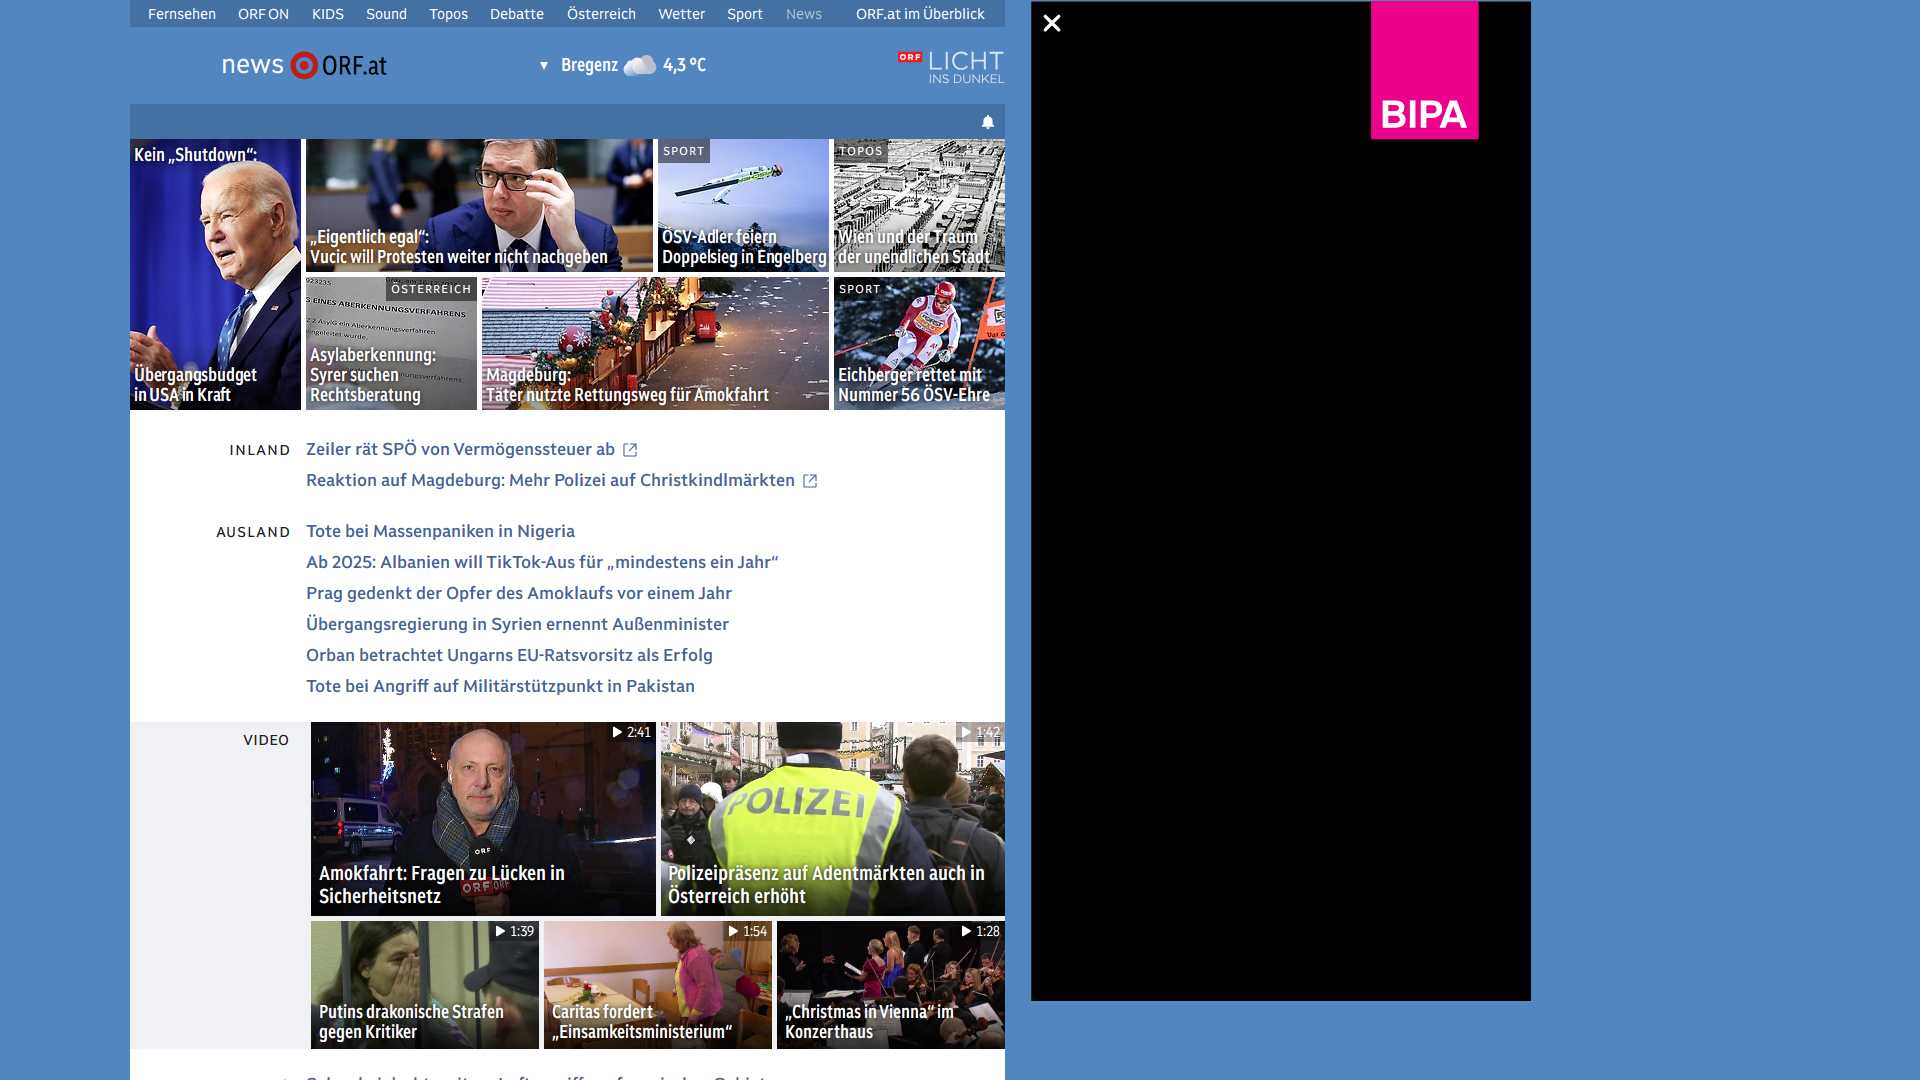 Fernsehen ORF ON KIDS Sound Topos Debatte Österreich Wetter Sport News ORF.at im Überblick
news ORF.at
Bregenz 4,3 °C
ORF LICHT
INS DUNKEL
BIPA
Kein „Shutdown“:
Übergangsbudget
in USA in Kraft
„Eigentlich egal“:
Vucic will Protesten weiter nicht nachgeben
SPORT
ÖSV-Adler feiern
Doppelsieg in Engelberg
TOPOS
Wien und der Traum
der unendlichen Stadt
ÖSTERREICH
Asylaberkennung:
Syrer suchen
Rechtsberatung
Magdeburg:
Täter nutzte Rettungsweg für Amokfahrt
SPORT
Eichberger rettet mit
Nummer 56 ÖSV-Ehre
INLAND
Zeiler rät SPÖ von Vermögenssteuer ab
Reaktion auf Magdeburg: Mehr Polizei auf Christkindlmärkten
AUSLAND
Tote bei Massenpaniken in Nigeria
Ab 2025: Albanien will TikTok-Aus für „mindestens ein Jahr“
Prag gedenkt der Opfer des Amoklaufs vor einem Jahr
Übergangsregierung in Syrien ernennt Außenminister
Orban betrachtet Ungarns EU-Ratsvorsitz als Erfolg
Tote bei Angriff auf Militärstützpunkt in Pakistan
VIDEO
2:41
ORF
ORF
Amokfahrt: Fragen zu Lücken in
Sicherheitsnetz
1:42
POLIZEI
Polizeipräsenz auf Adentmärkten auch in
Österreich erhöht
1:39
Putins drakonische Strafen
gegen Kritiker
1:54
Caritas fordert
„Einsamkeitsministerium“
1:28
„Christmas in Vienna“ im
Konzerthaus